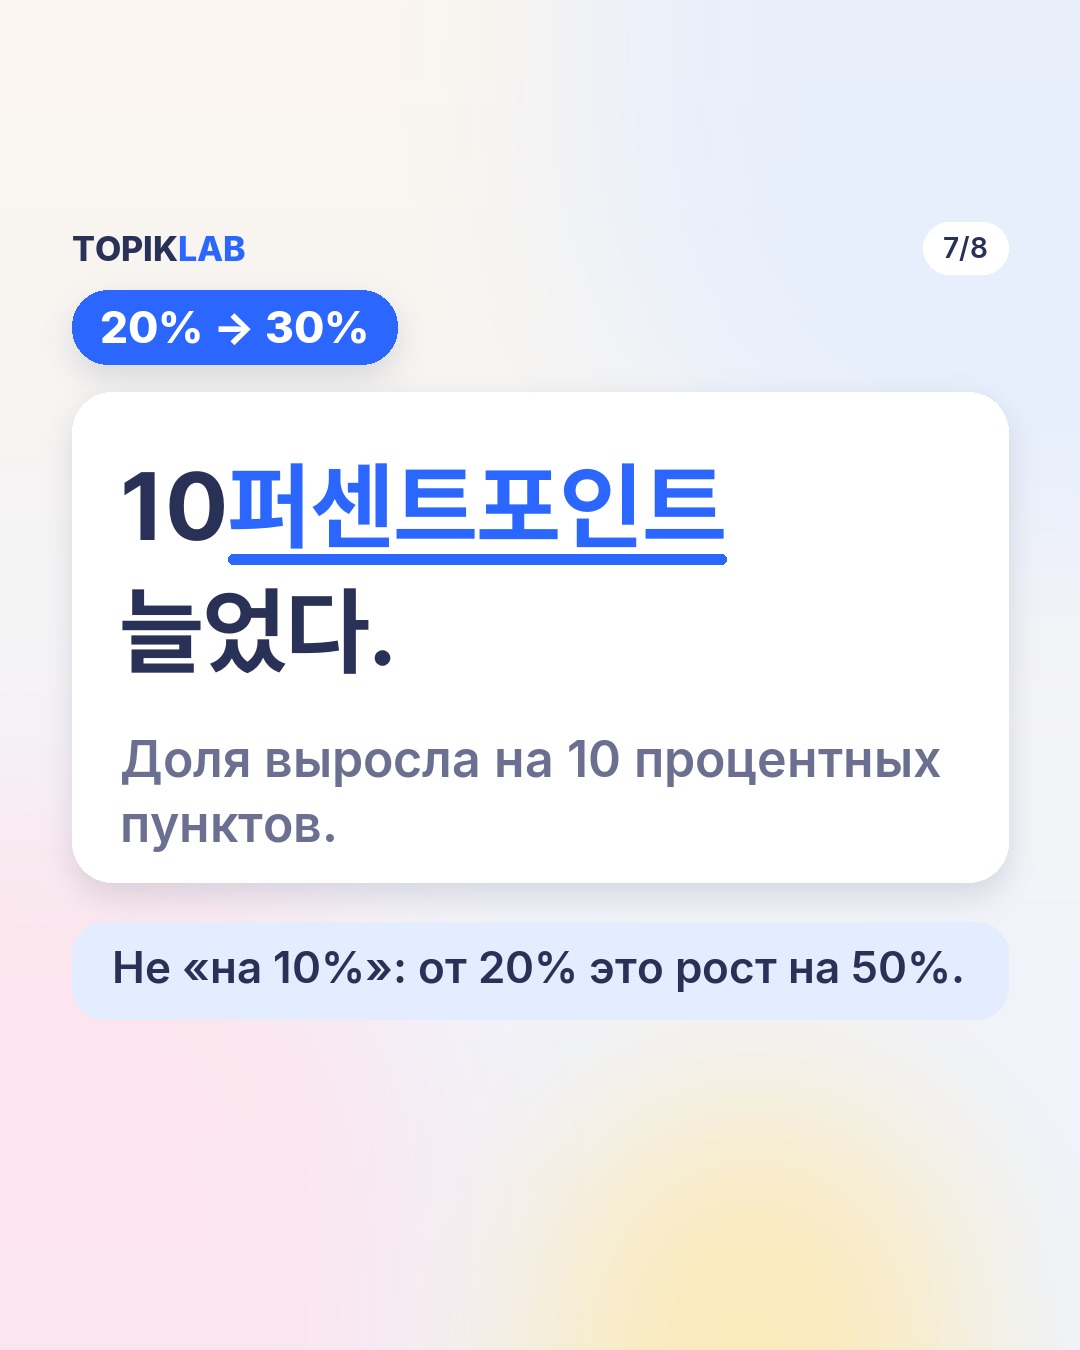 TOPIKLAB
7/8
20% → 30%
10퍼센트포인트
늘었다.
Доля выросла на 10 процентных
пунктов.
Не «на 10%»: от 20% это рост на 50%.